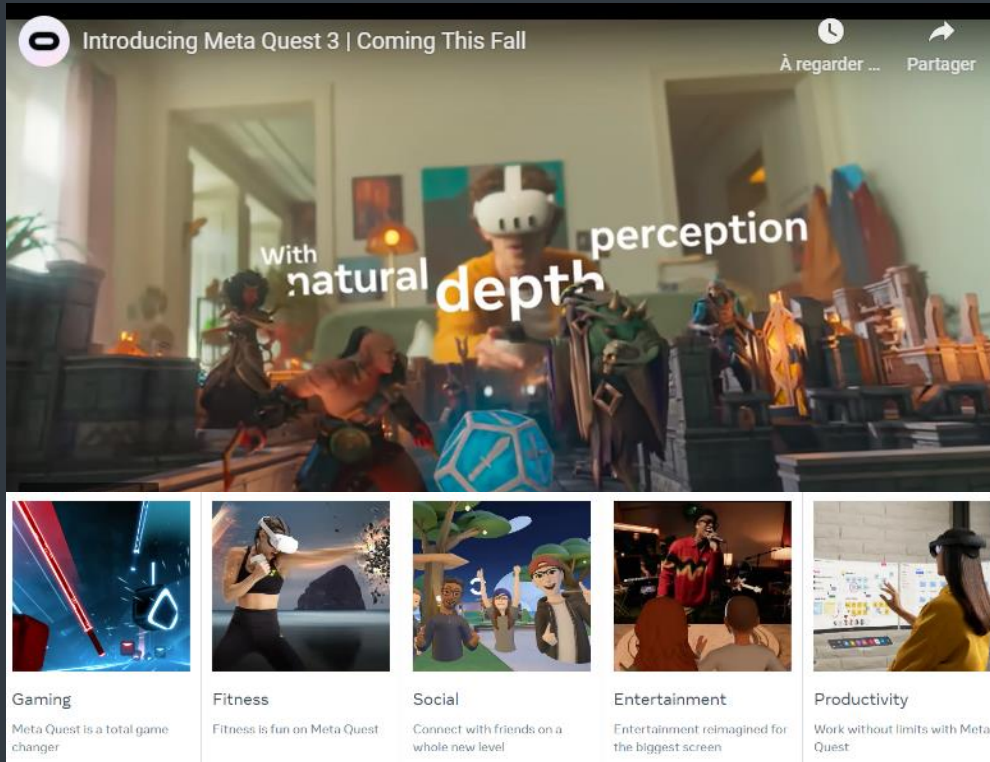 Introducing Meta Quest 3 | Coming This Fall
À regarder ...
Partager
With
natural depth perception
Gaming
Meta Quest is a total game
changer
Fitness
Fitness is fun on Meta Quest
Social
Connect with friends on a
whole new level
Entertainment
Entertainment reimagined for
the biggest screen
Productivity
Work without limits with Meta
Quest